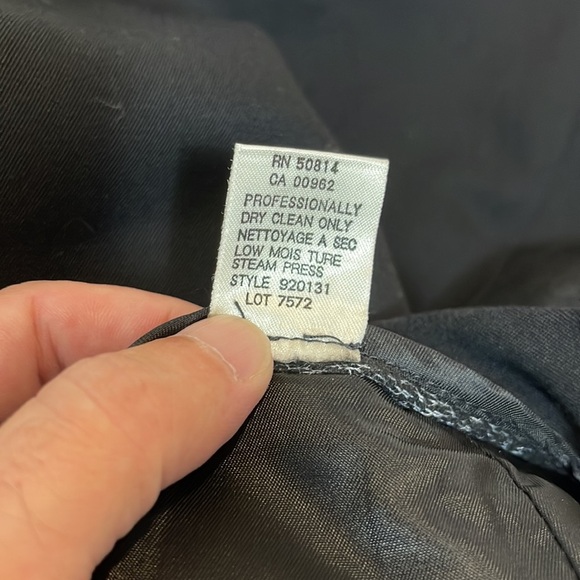 RN 50814
CA 00962
PROFESSIONALLY
DRY CLEAN ONLY
NETTOYAGE A SEC
LOW MOIS TURE
STEAM PRESS
STYLE 920131
LOT 7572